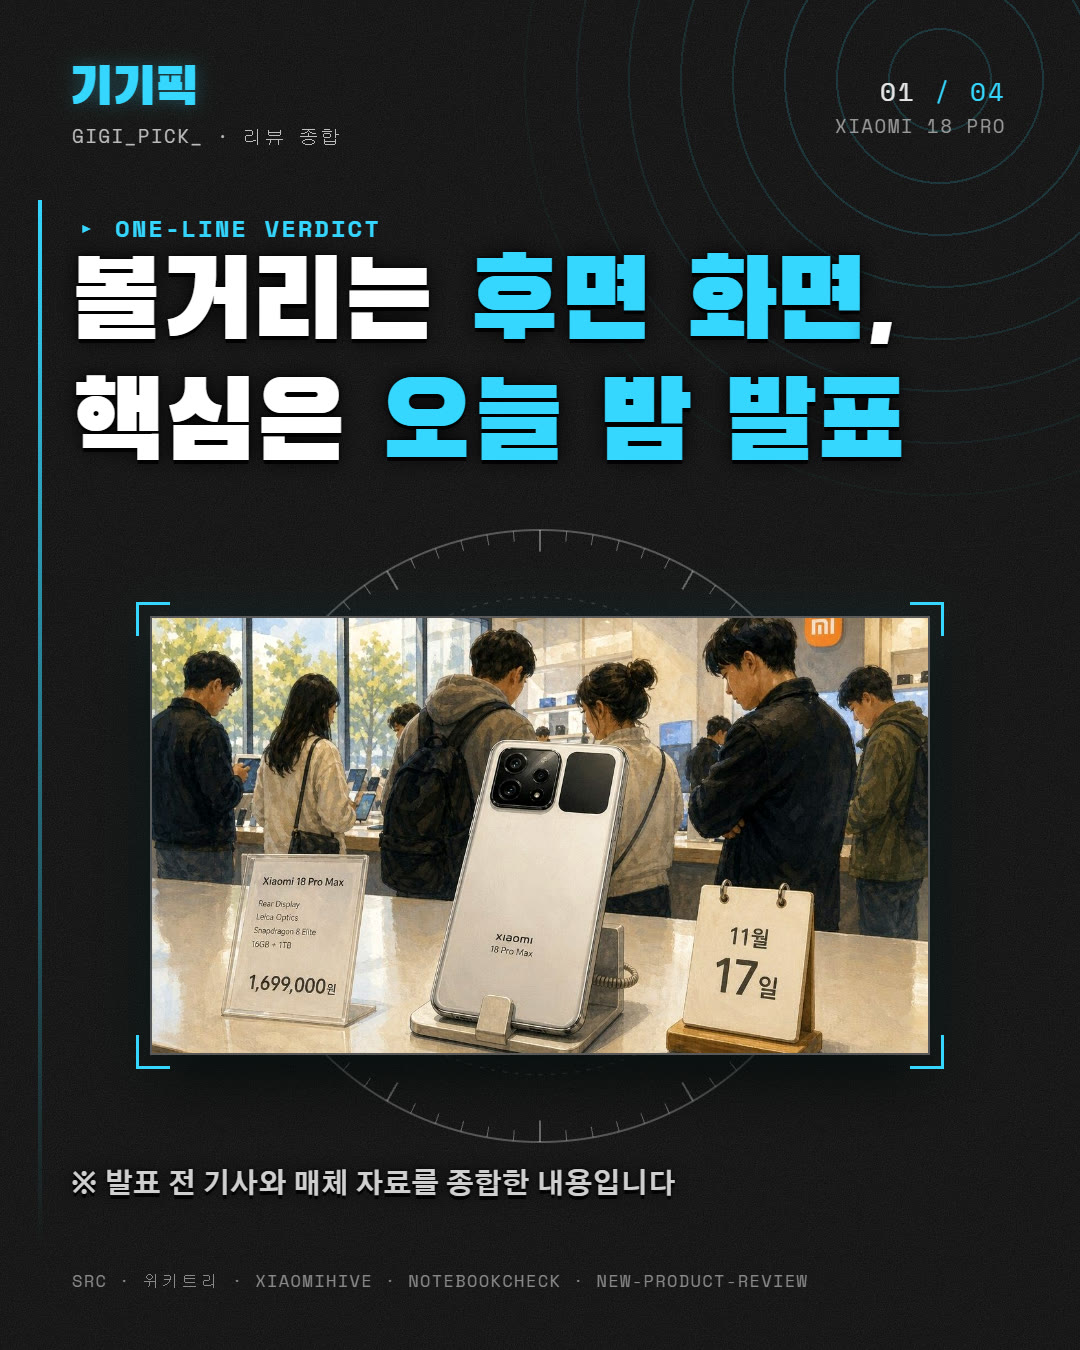 기기픽
GIGI_PICK_ · 리뷰 종합
01 / 04
XIAOMI 18 PRO
▸ ONE-LINE VERDICT
볼거리는 후면 화면,
핵심은 오늘 밤 발표
mi
Xiaomi 18 Pro Max
Rear Display
Leica Optics
Snapdragon 8 Elite
16GB + 1TB
1,699,000원
xiaomi
18 Pro Max
11월
17일
※ 발표 전 기사와 매체 자료를 종합한 내용입니다
SRC · 위키트리 · XIAOMIHIVE · NOTEBOOKCHECK · NEW-PRODUCT-REVIEW